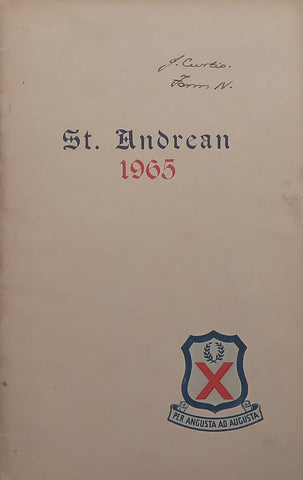 J. Curtis.
Form IV.
St. Andrean
1965
PER ANGUSTA AD AUGUSTA